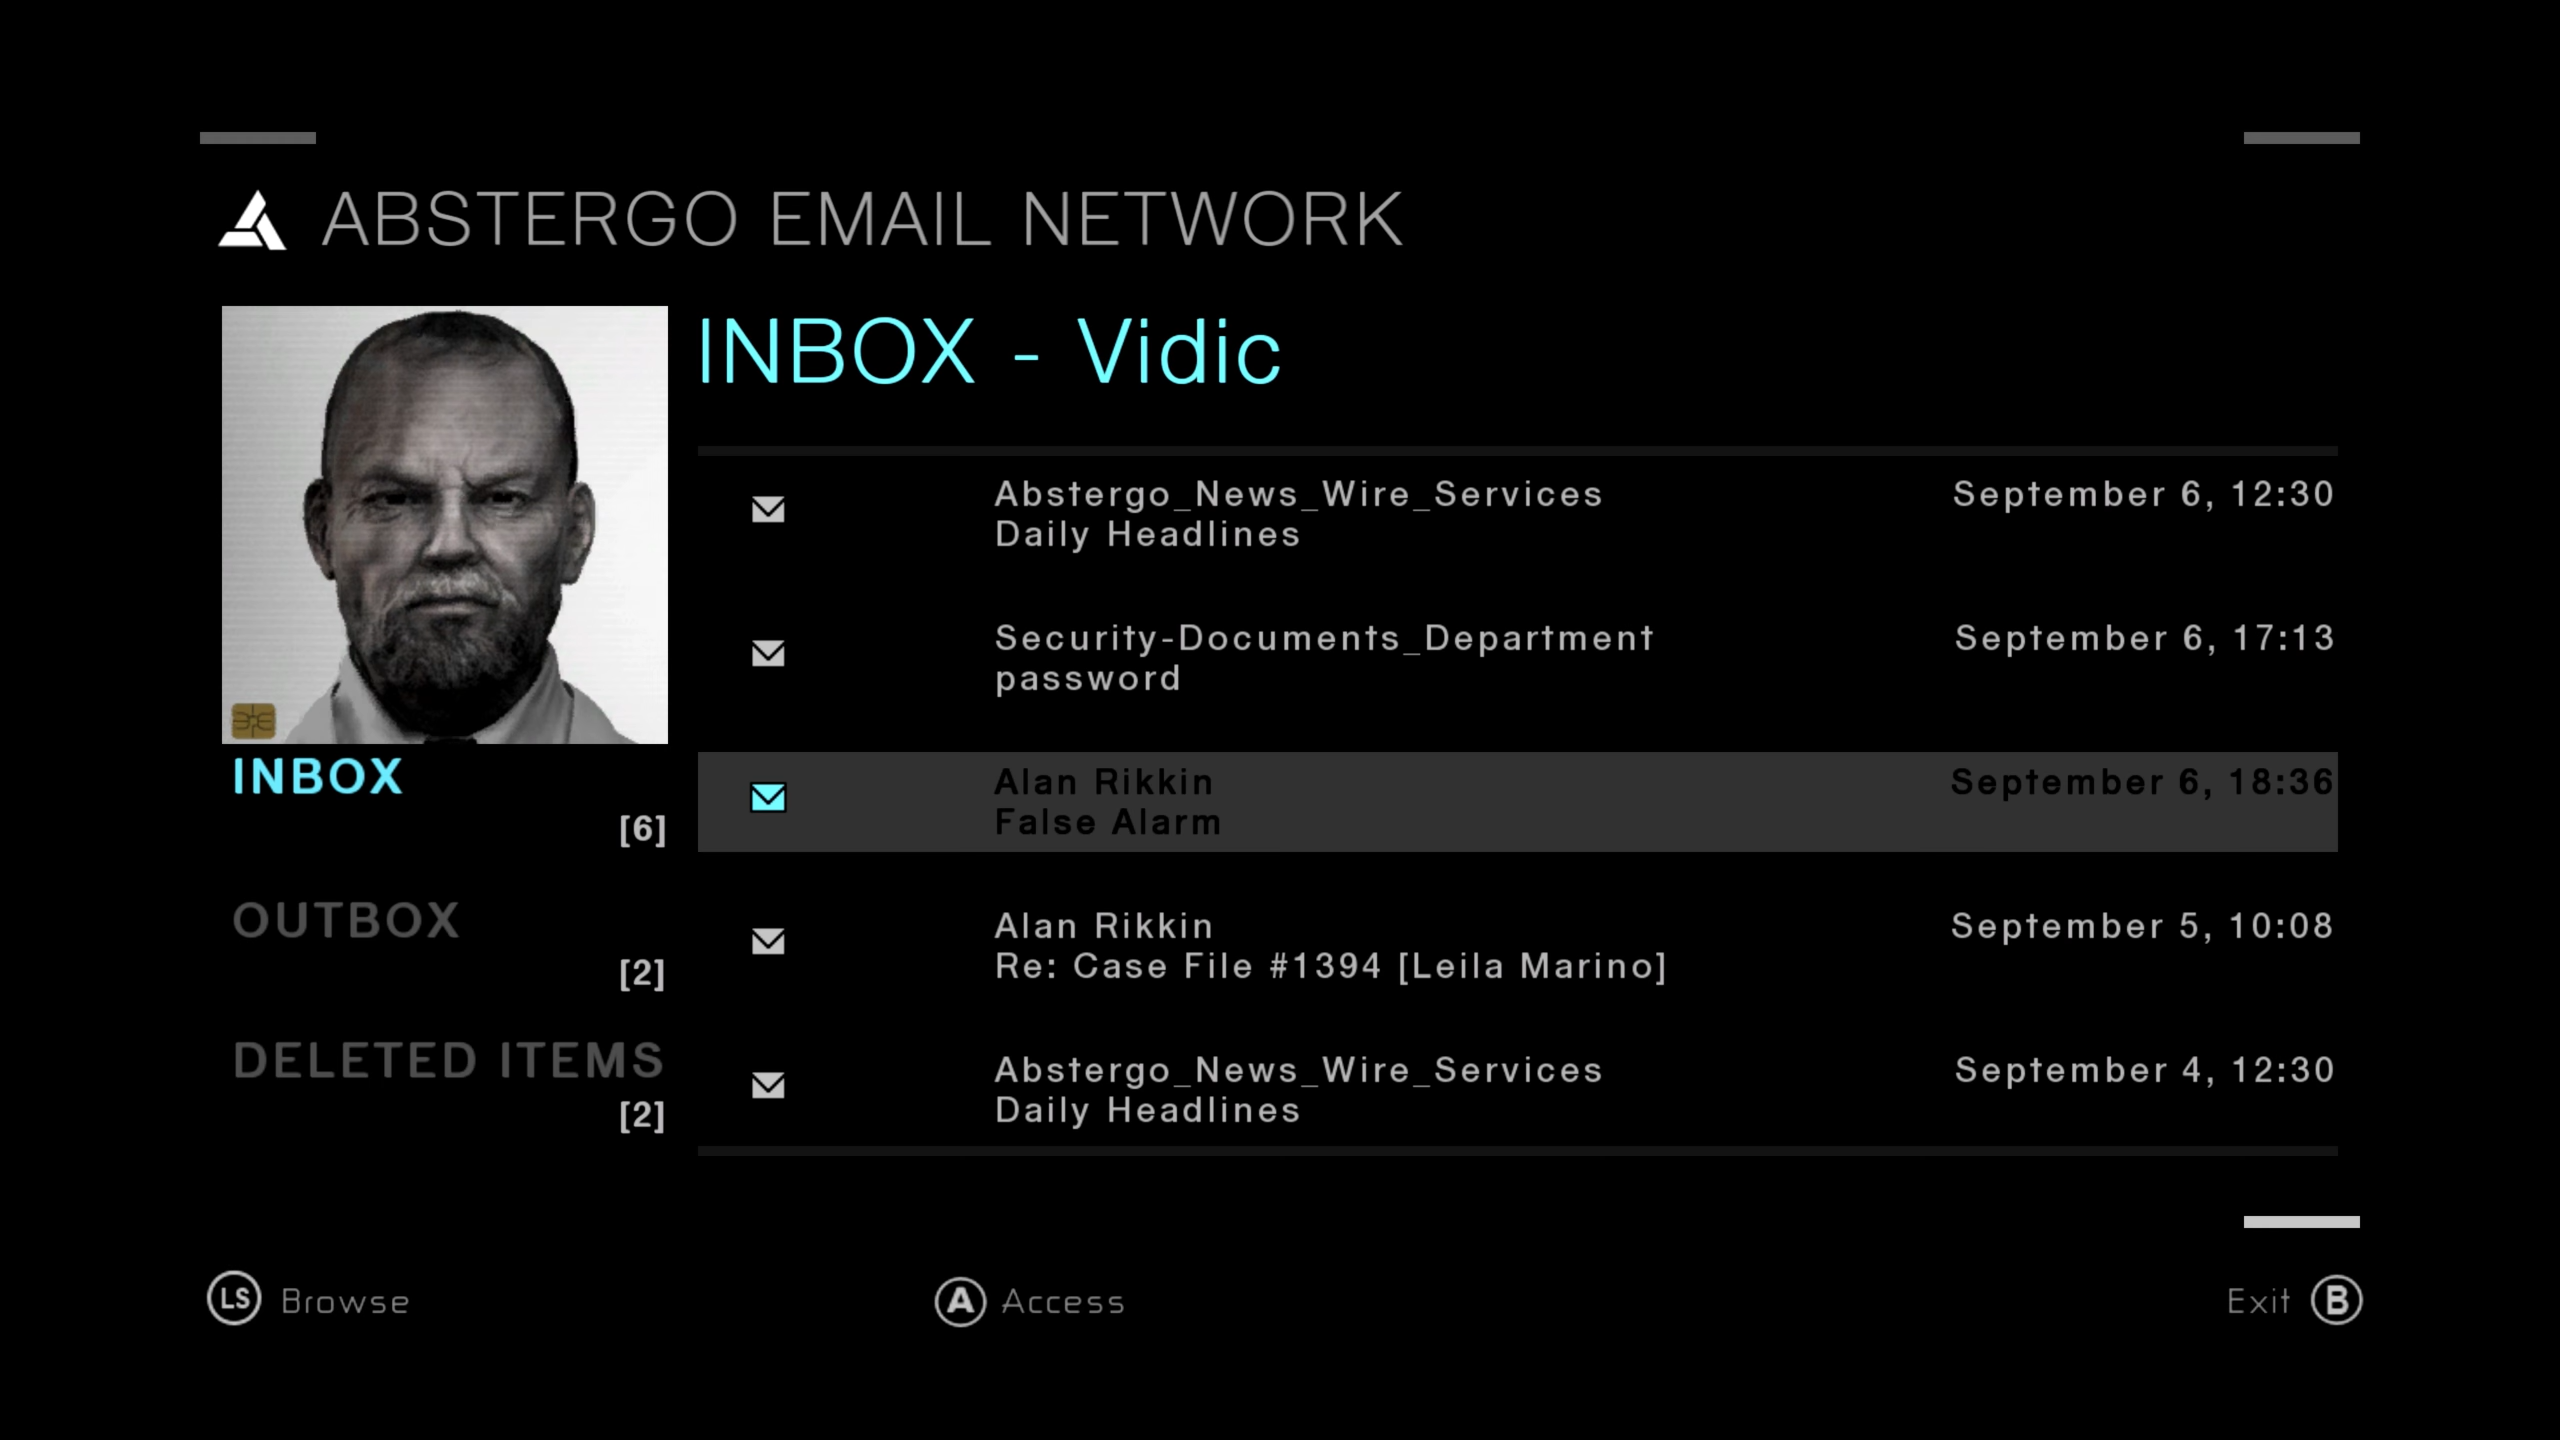 ABSTERGO EMAIL NETWORK
INBOX - Vidic
Abstergo_News_Wire_Services September 6, 12:30
Daily Headlines
Security-Documents_Department September 6, 17:13
password
Alan Rikkin September 6, 18:36
False Alarm
Alan Rikkin September 5, 10:08
Re: Case File #1394 [Leila Marino]
Abstergo_News_Wire_Services September 4, 12:30
Daily Headlines
INBOX
[6]
OUTBOX
[2]
DELETED ITEMS
[2]
LS Browse
A Access
Exit B